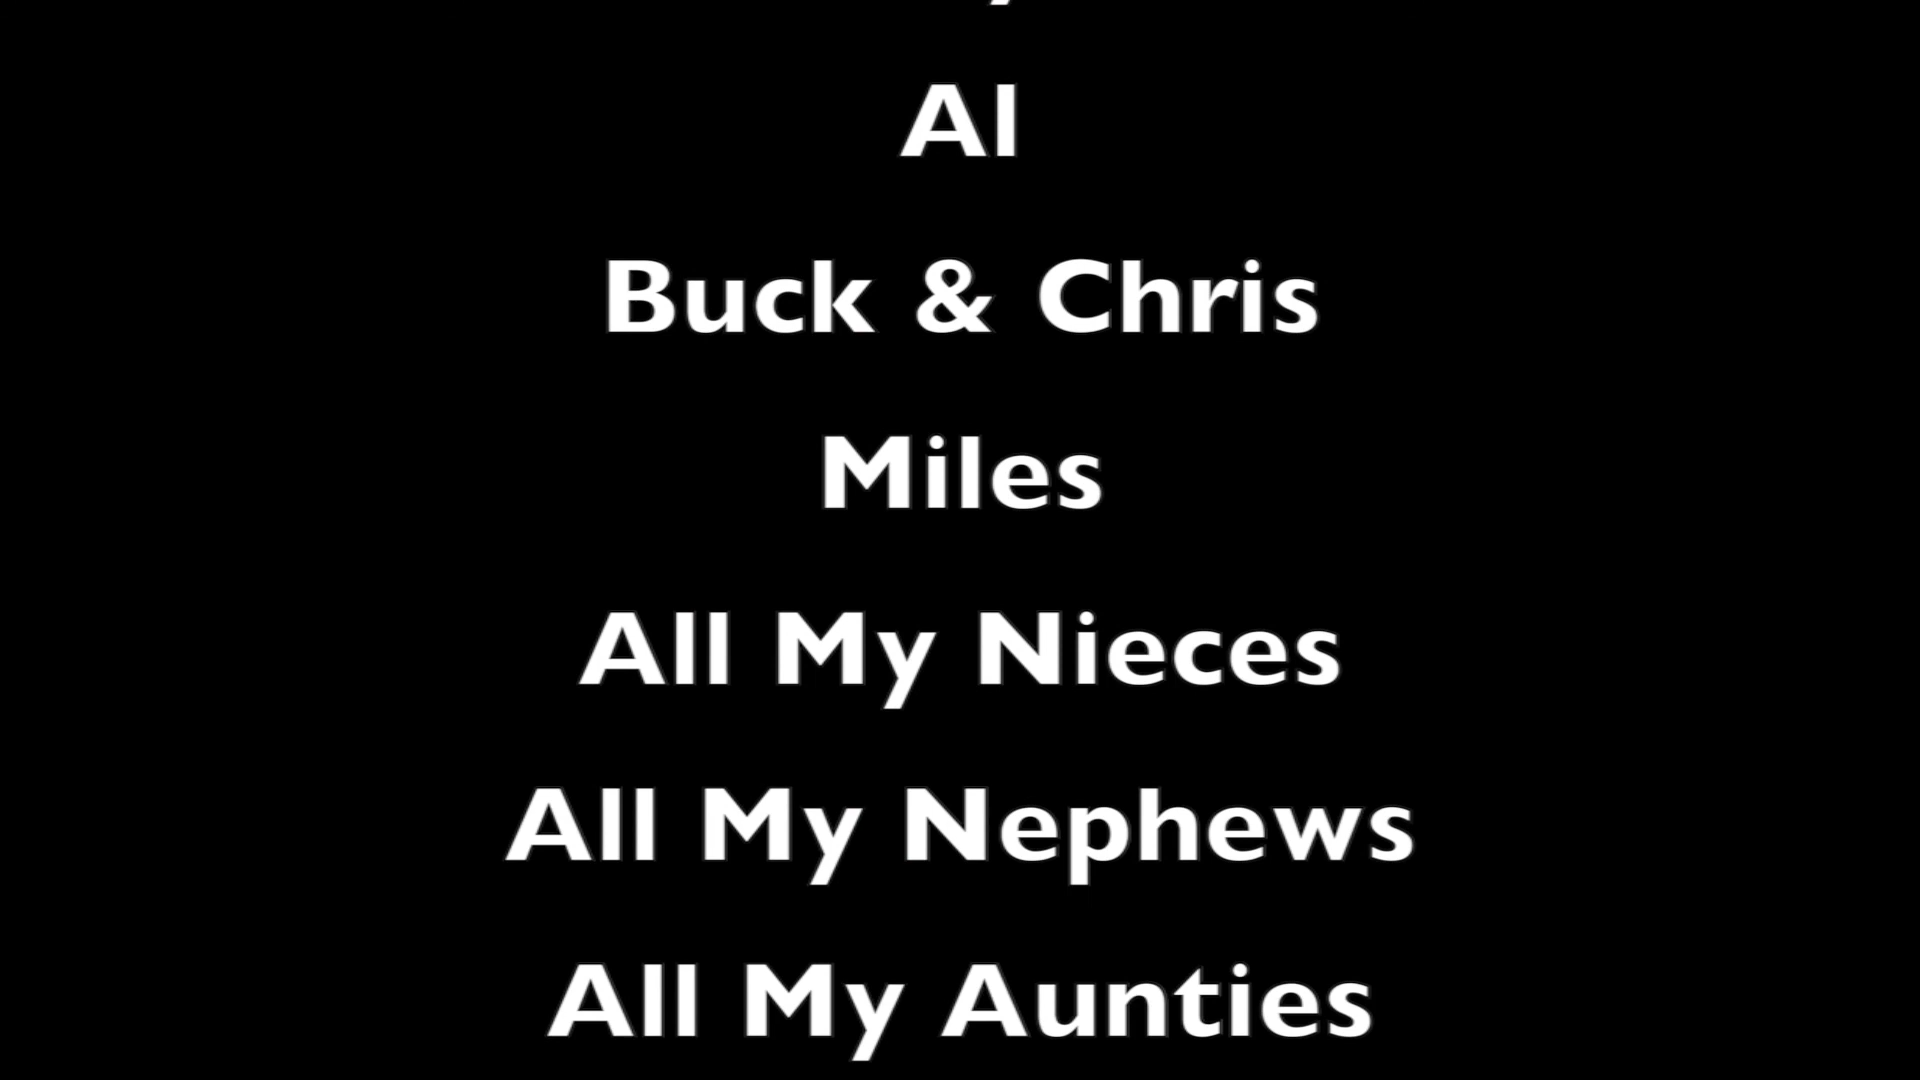 Al
Buck & Chris
Miles
All My Nieces
All My Nephews
All My Aunties